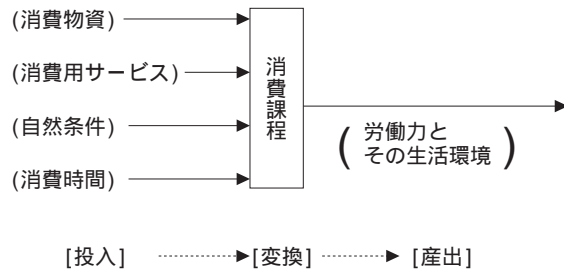 (消費物資)
(消費用サービス)
(自然条件)
(消費時間)
消費課程
(労働力と
その生活環境)
[投入]
[変換]
[産出]